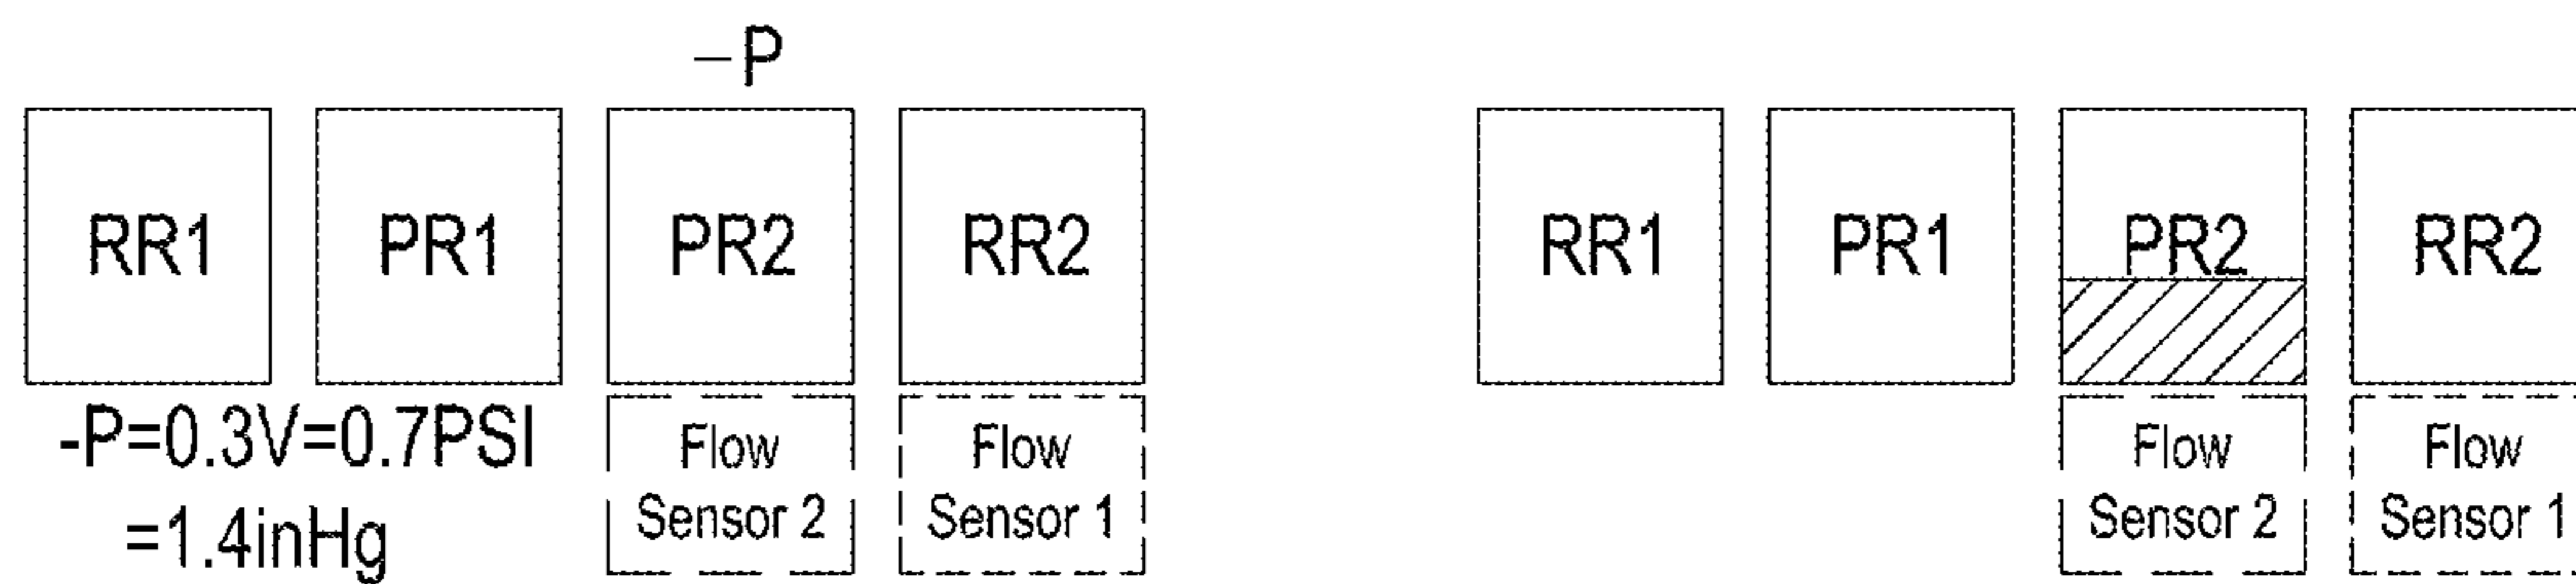 –P
RR1 PR1 PR2 RR2 RR1 PR1 PR2 RR2
-P=0.3V=0.7PSI
=1.4inHg
Flow Flow Flow Flow
Sensor 2 Sensor 1 Sensor 2 Sensor 1